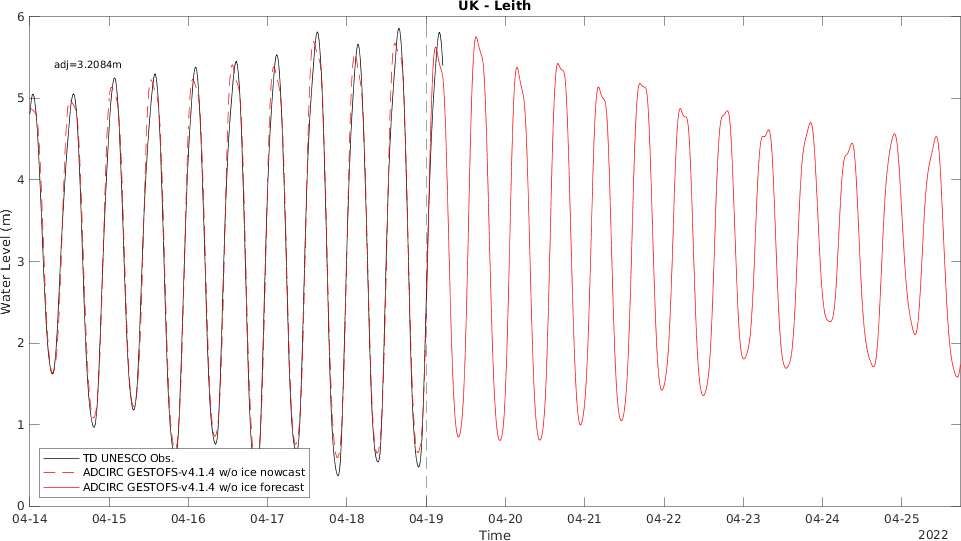 UK - Leith
adj=3.2084m
Water Level (m)
6
5
4
3
2
1
0
TD UNESCO Obs.
ADCIRC GESTOFS-v4.1.4 w/o ice nowcast
ADCIRC GESTOFS-v4.1.4 w/o ice forecast
04-14 04-15 04-16 04-17 04-18 04-19 04-20 04-21 04-22 04-23 04-24 04-25
Time
2022